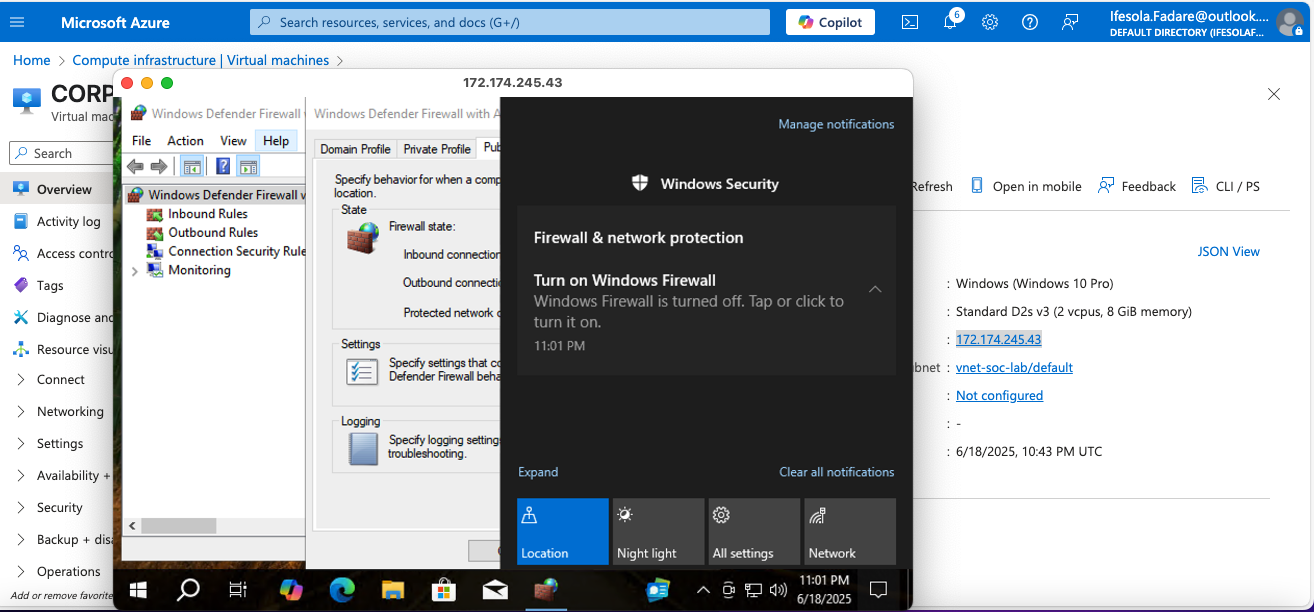 Microsoft Azure
Search resources, services, and docs (G+/)
Copilot
6
Ifesola.Fadare@outlook....
DEFAULT DIRECTORY (IFESOLAF...
Home > Compute infrastructure | Virtual machines >
CORP
Virtual mac
Search
Overview
Activity log
Access contro
Tags
Diagnose and
Resource visu
Connect
Networking
Settings
Availability +
Security
Backup + disa
Operations
Add or remove favorite
172.174.245.43
Windows Defender Firewall
File Action View Help
Windows Defender Firewall w
Inbound Rules
Outbound Rules
Connection Security Rule
Monitoring
Windows Defender Firewall with A
Domain Profile Private Profile Pub
Specify behavior for when a comp
location.
State
Firewall state:
Inbound connection
Outbound connecti
Protected network c
Settings
Specify settings that co
Defender Firewall beha
Logging
Specify logging settings
troubleshooting.
Manage notifications
Windows Security
Firewall & network protection
Turn on Windows Firewall
Windows Firewall is turned off. Tap or click to
turn it on.
11:01 PM
Expand Clear all notifications
Location Night light All settings Network
11:01 PM
6/18/2025
Refresh Open in mobile Feedback CLI / PS
JSON View
: Windows (Windows 10 Pro)
: Standard D2s v3 (2 vcpus, 8 GiB memory)
: 172.174.245.43
bnet : vnet-soc-lab/default
: Not configured
: -
: 6/18/2025, 10:43 PM UTC